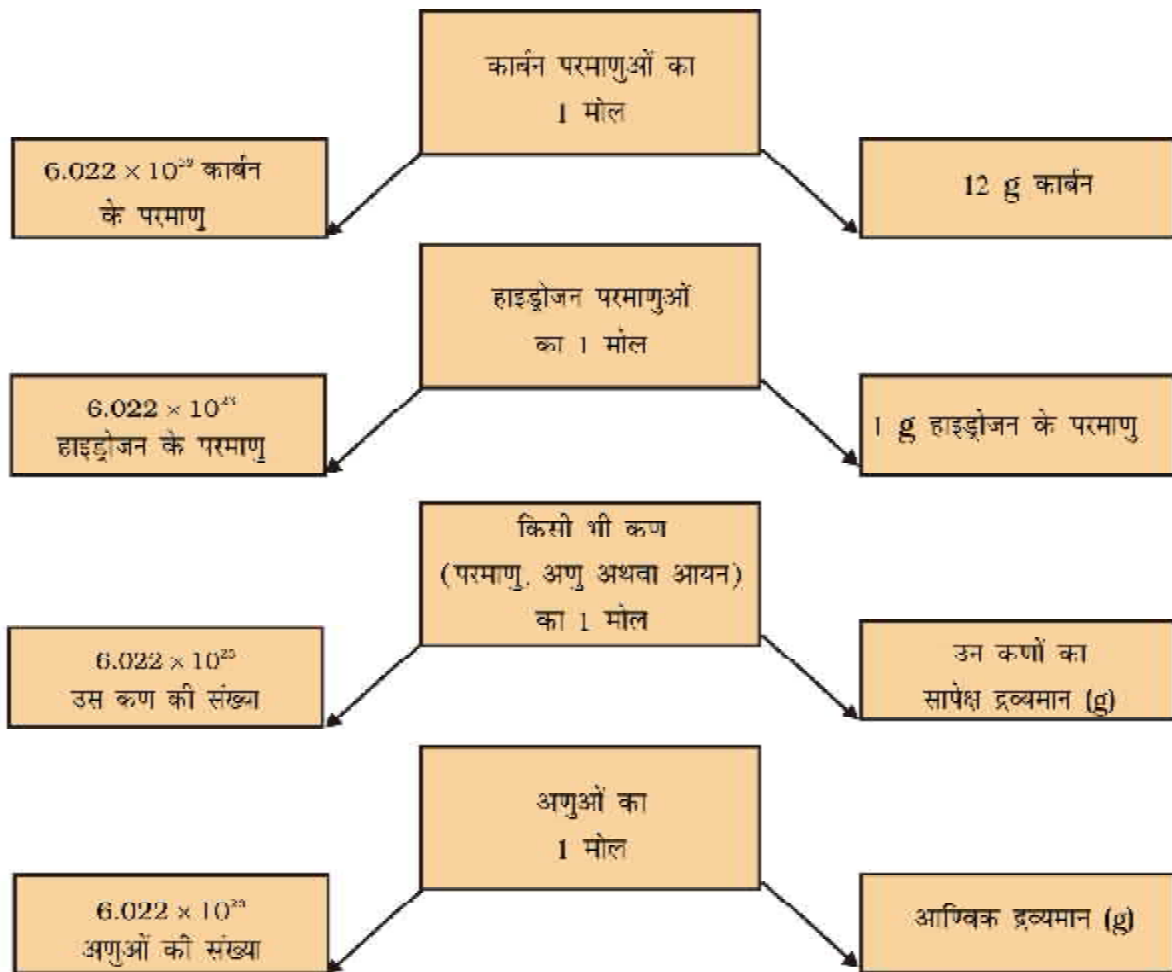 कार्बन परमाणुओं का
1 मोल
6.022 × 10²³ कार्बन
के परमाणु
12 g कार्बन
हाइड्रोजन परमाणुओं
का 1 मोल
6.022 × 10²³
हाइड्रोजन के परमाणु
1 g हाइड्रोजन के परमाणु
किसी भी कण
(परमाणु, अणु अथवा आयन)
का 1 मोल
6.022 × 10²³
उस कण की संख्या
उन कणों का
सापेक्ष द्रव्यमान (g)
अणुओं का
1 मोल
6.022 × 10²³
अणुओं की संख्या
आण्विक द्रव्यमान (g)